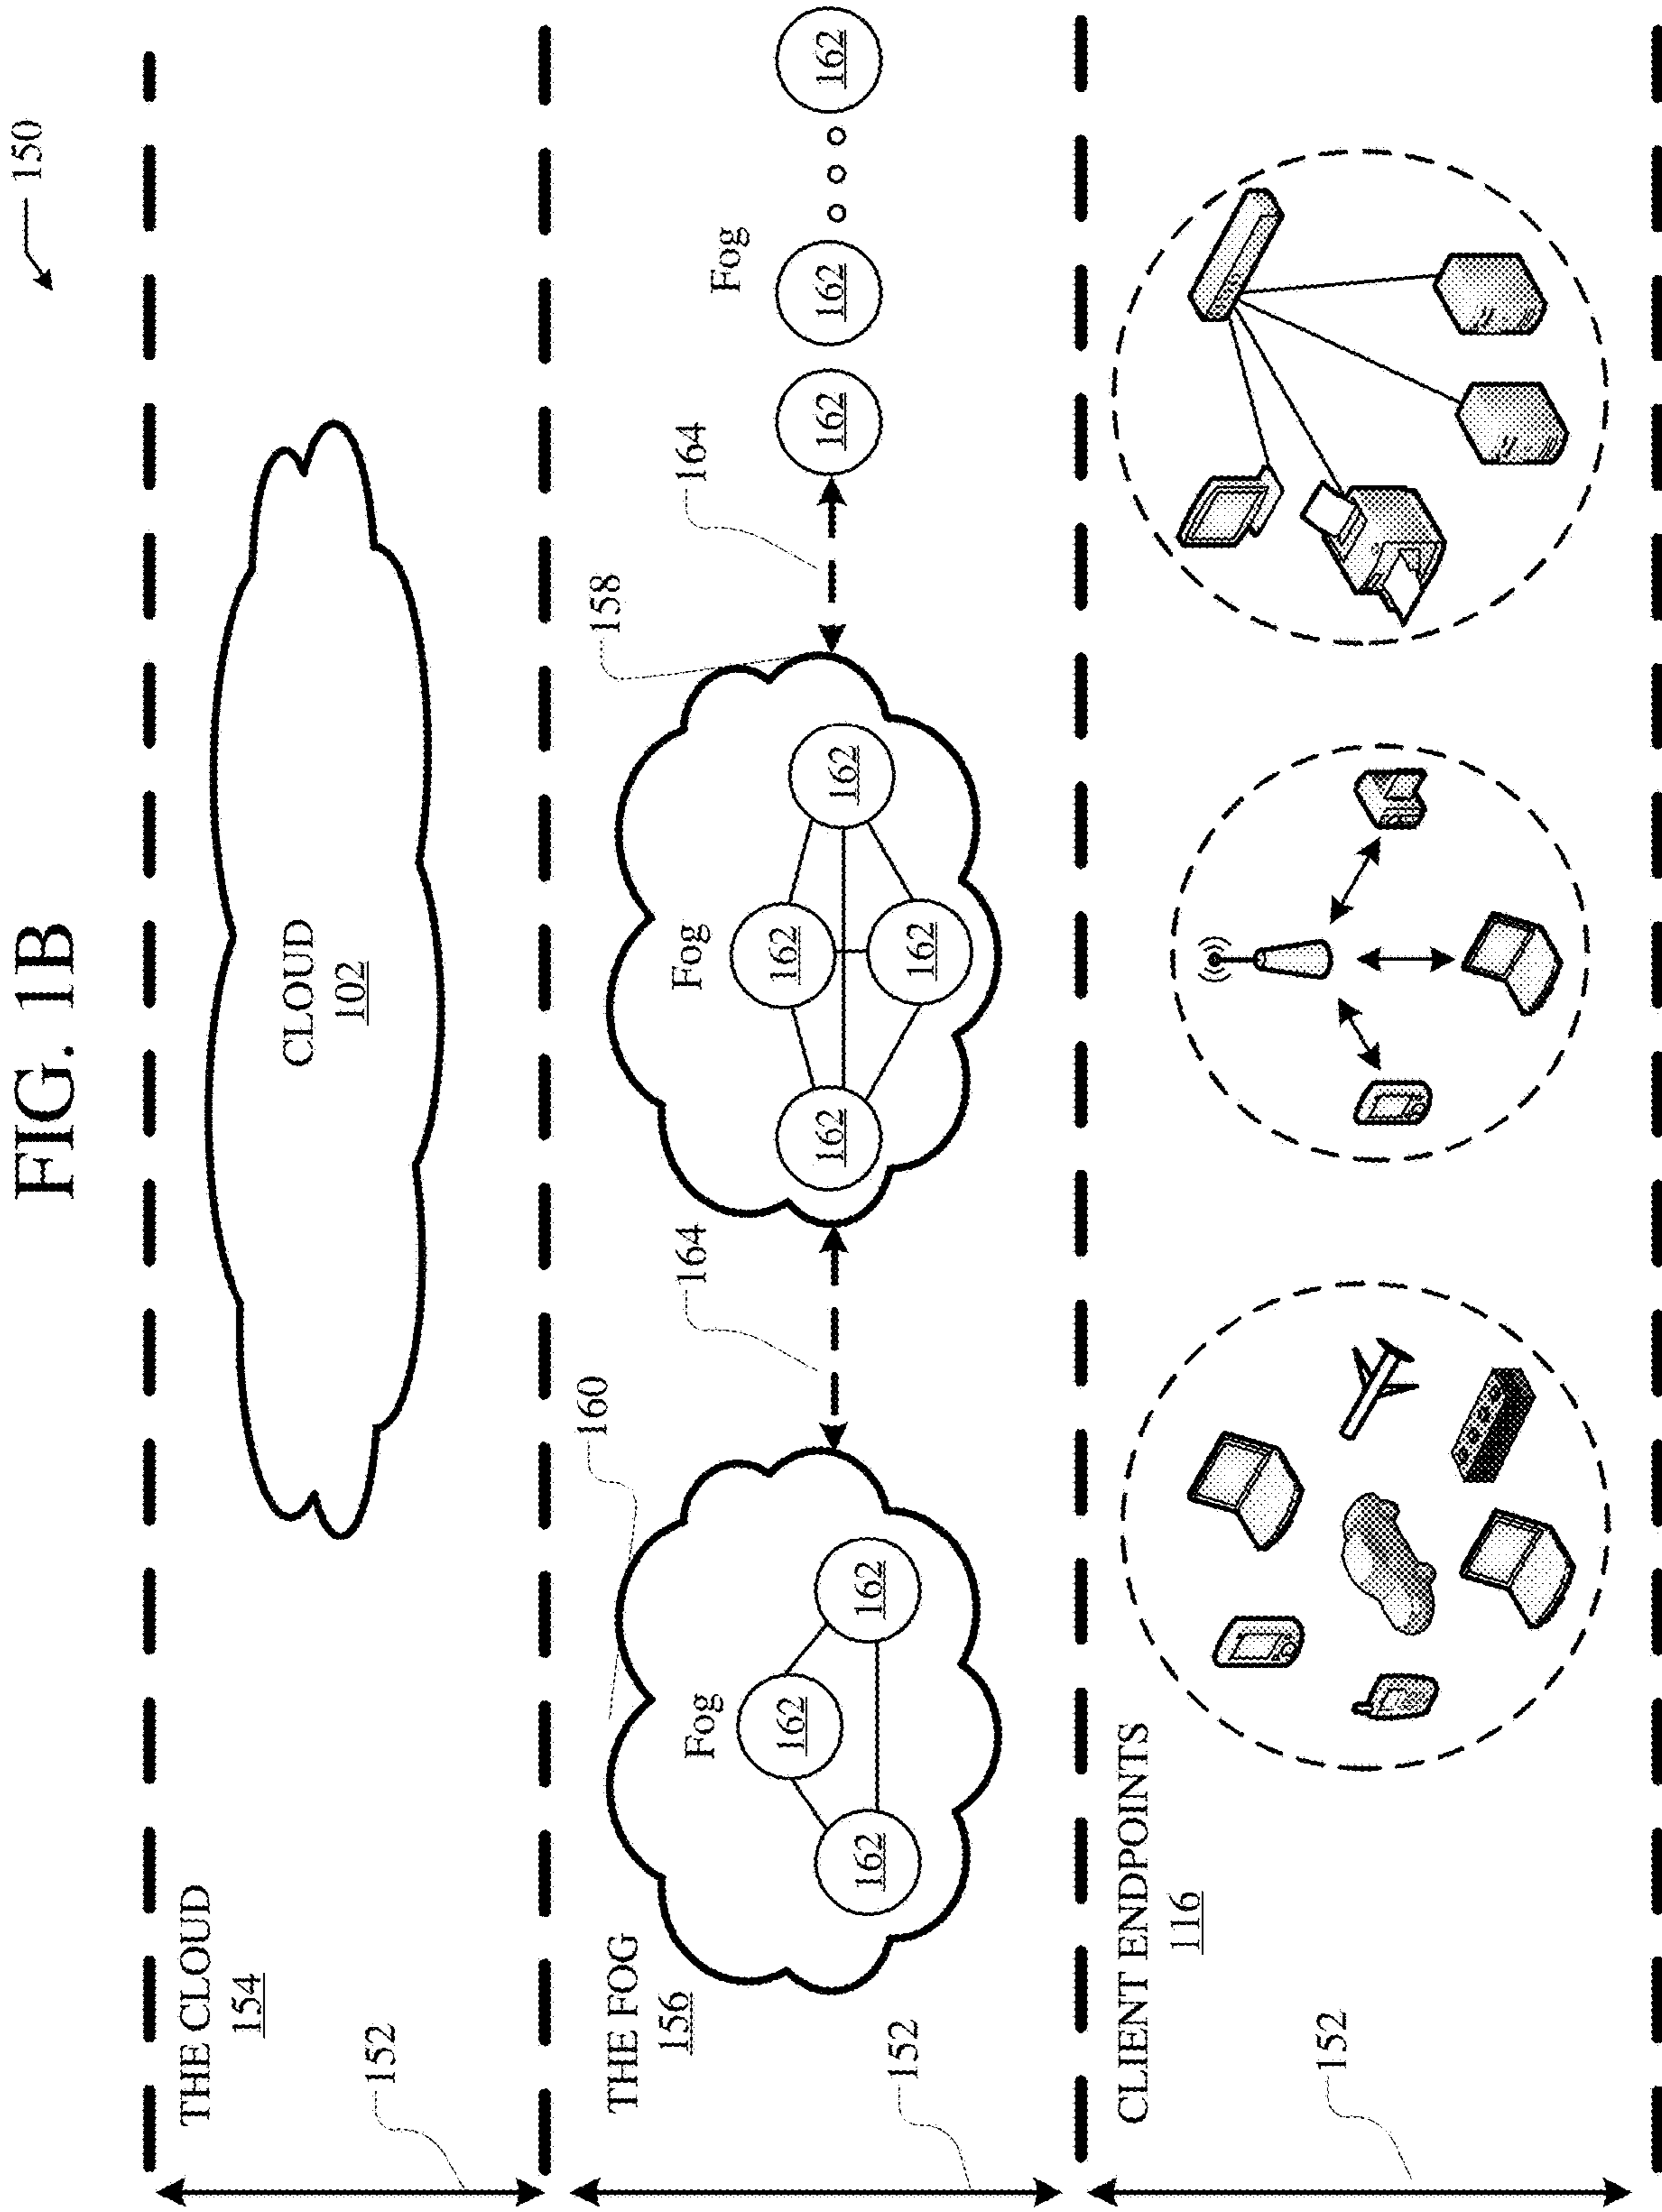 FIG. 1B
150
THE CLOUD
154
CLOUD
102
152
THE FOG
156
160
164
158
164
Fog
162
162
162
Fog
162
162
162
162
Fog
162
162
162
152
CLIENT ENDPOINTS
116
152